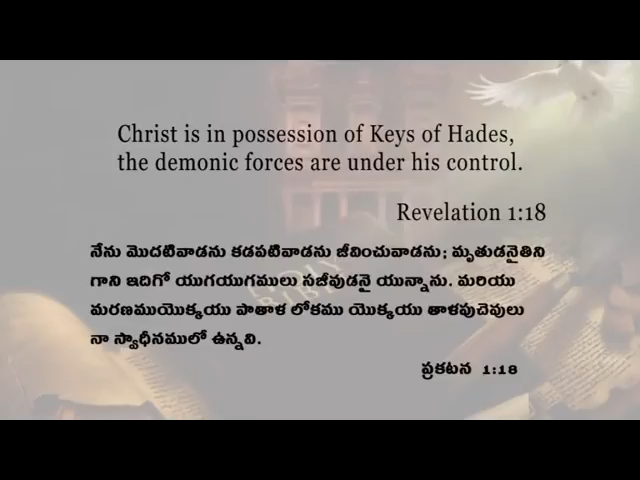 Christ is in possession of Keys of Hades,
the demonic forces are under his control.
Revelation 1:18
నేను మొదటివాడను కడపటివాడను జీవించువాడను; మృతుడనైతిని
గాని ఇదిగో యుగయుగములు సజీవుడనై యున్నాను. మరియు
మరణముయొక్కయు పాతాళ లోకము యొక్కయు తాళపుచెవులు
నా స్వాధీనములో ఉన్నవి.
ప్రకటన 1:18
HOLY
BIBLE